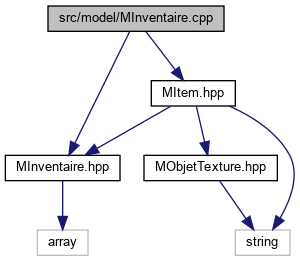 src/model/MInventaire.cpp
MItem.hpp
MInventaire.hpp
MObjetTexture.hpp
array
string